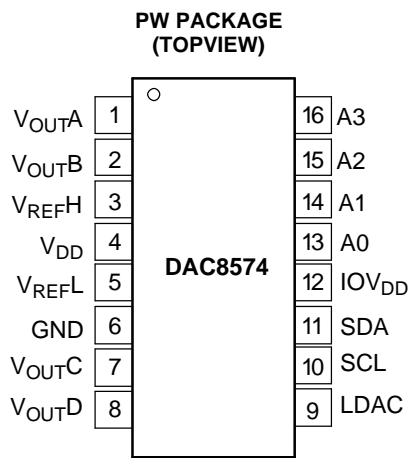 PW PACKAGE
(TOPVIEW)
VOUTA 1 16 A3
VOUTB 2 15 A2
VREFH 3 14 A1
VDD 4 13 A0
DAC8574
VREFL 5 12 IOVDD
GND 6 11 SDA
VOUTC 7 10 SCL
VOUTD 8 9 LDAC